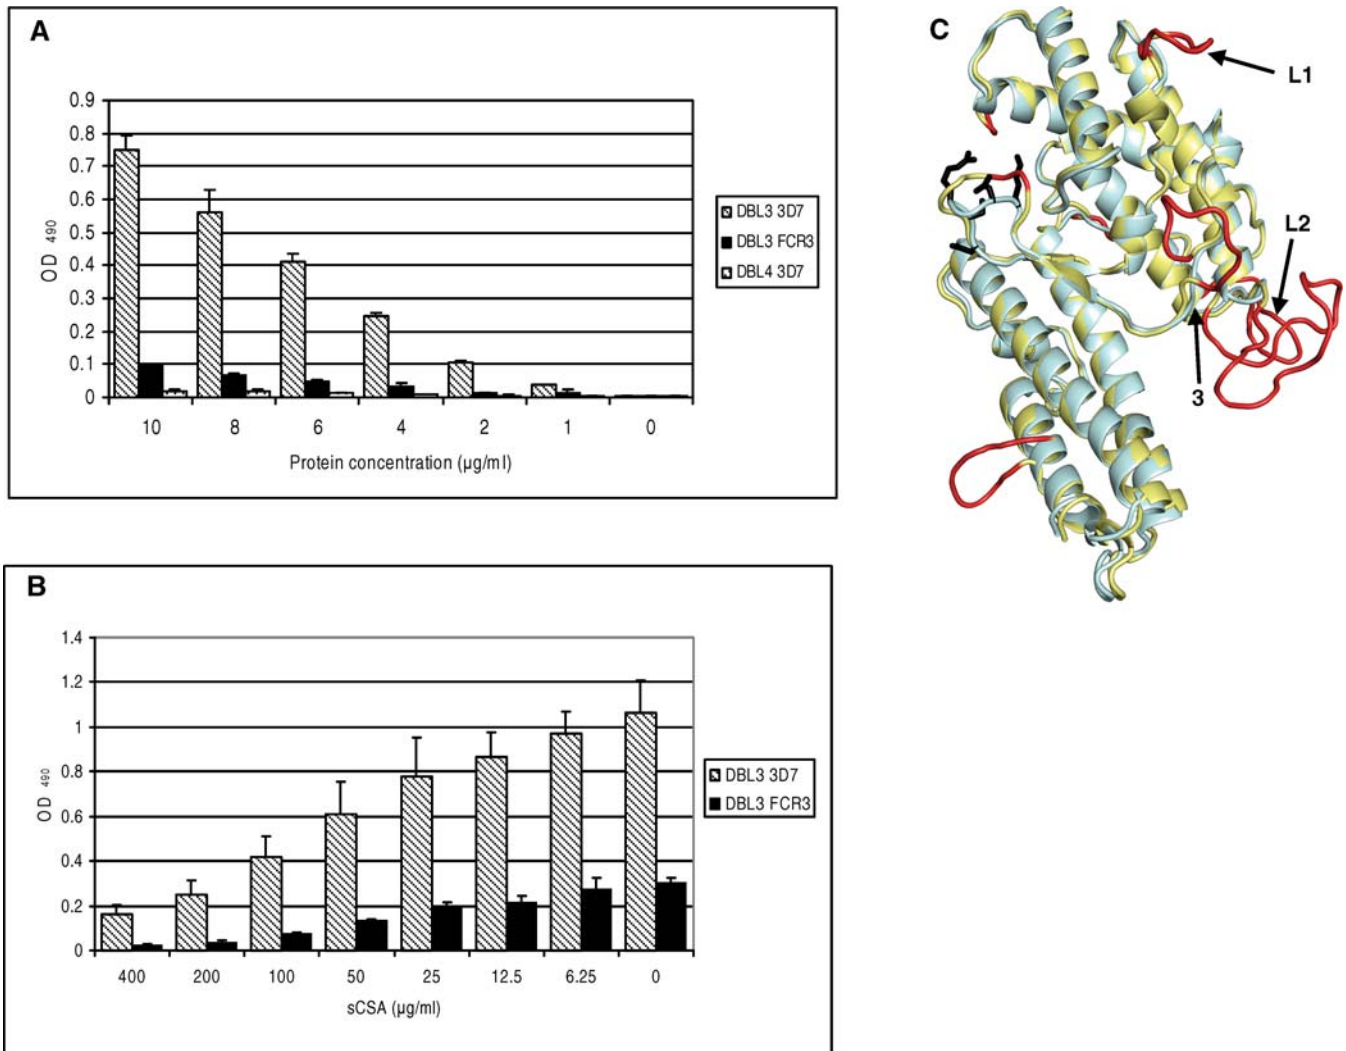 A
0.9
0.8
0.7
0.6
0.5
0.4
0.3
0.2
0.1
0
OD 490
10 8 6 4 2 1 0
Protein concentration (µg/ml)
DBL3 3D7
DBL3 FCR3
DBL4 3D7
C
L1
L2
3
B
1.4
1.2
1
0.8
0.6
0.4
0.2
0
OD 490
400 200 100 50 25 12.5 6.25 0
sCSA (µg/ml)
DBL3 3D7
DBL3 FCR3